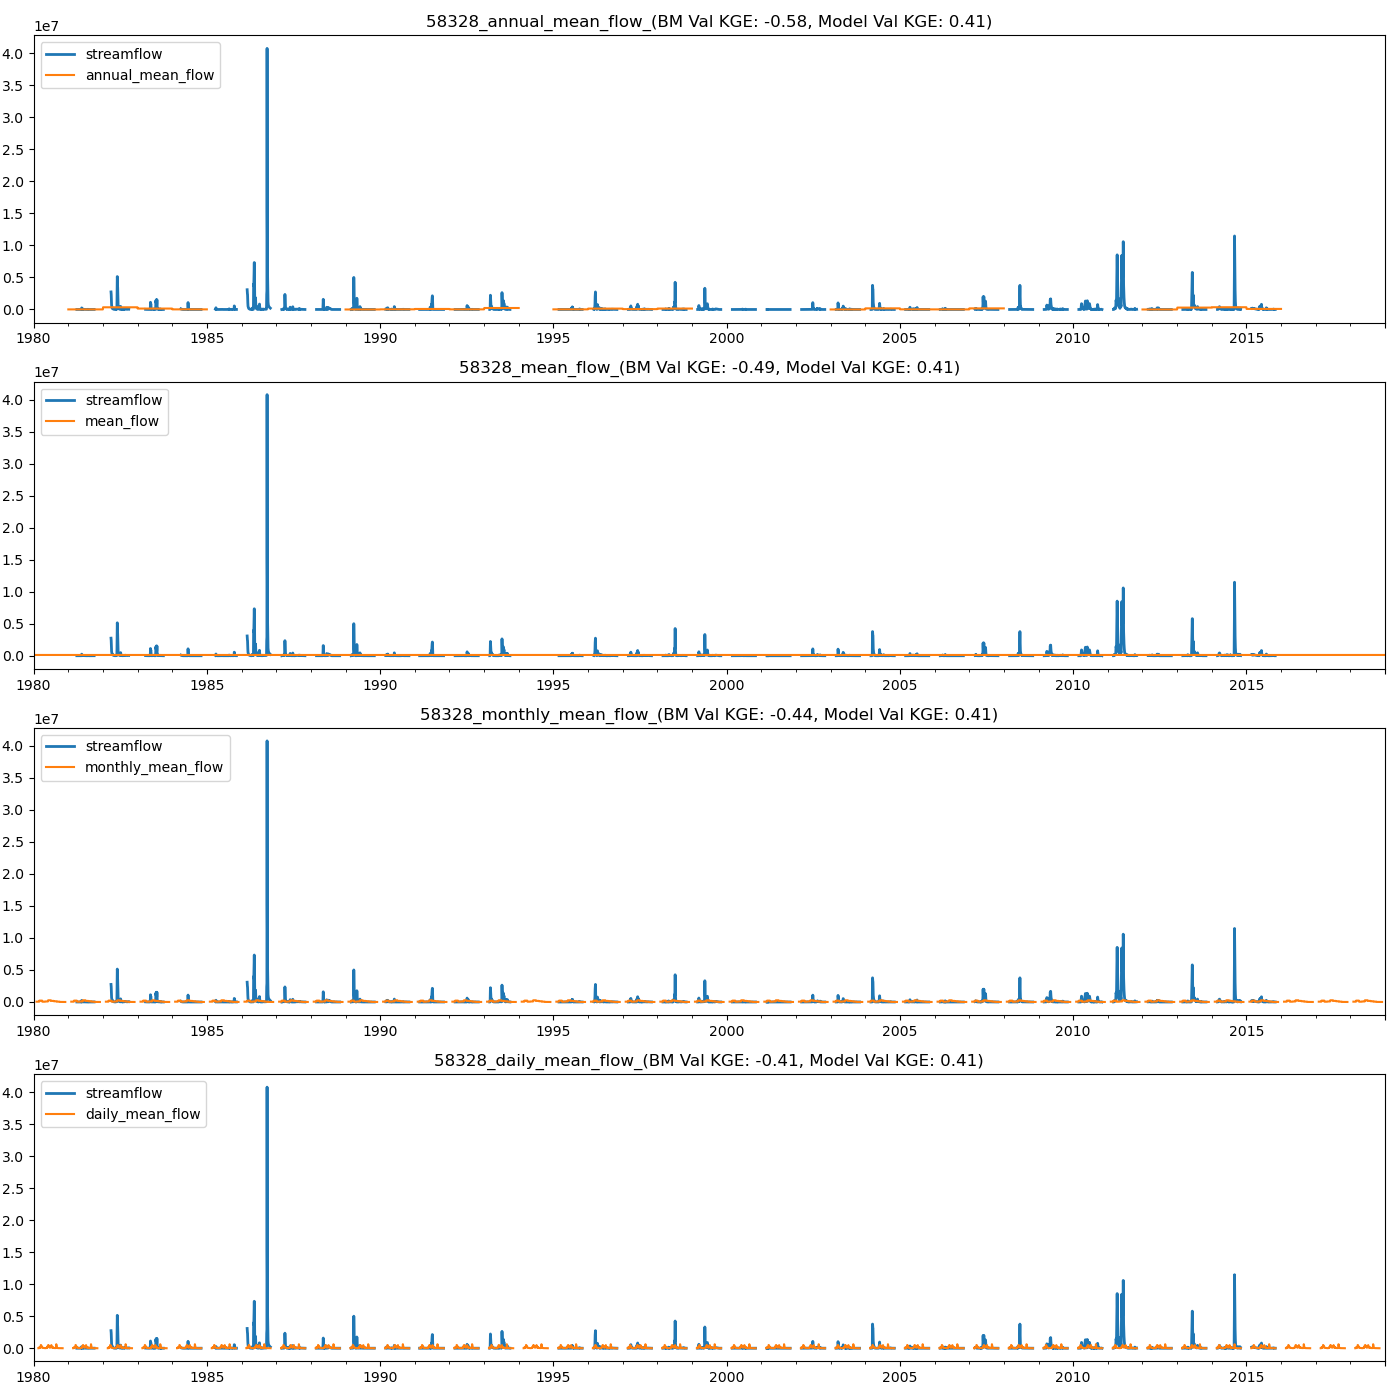 58328_annual_mean_flow_(BM Val KGE: -0.58, Model Val KGE: 0.41)
1e7
streamflow
annual_mean_flow
4.0
3.5
3.0
2.5
2.0
1.5
1.0
0.5
0.0
1980 1985 1990 1995 2000 2005 2010 2015
58328_mean_flow_(BM Val KGE: -0.49, Model Val KGE: 0.41)
1e7
streamflow
mean_flow
4.0
3.5
3.0
2.5
2.0
1.5
1.0
0.5
0.0
1980 1985 1990 1995 2000 2005 2010 2015
58328_monthly_mean_flow_(BM Val KGE: -0.44, Model Val KGE: 0.41)
1e7
streamflow
monthly_mean_flow
4.0
3.5
3.0
2.5
2.0
1.5
1.0
0.5
0.0
1980 1985 1990 1995 2000 2005 2010 2015
58328_daily_mean_flow_(BM Val KGE: -0.41, Model Val KGE: 0.41)
1e7
streamflow
daily_mean_flow
4.0
3.5
3.0
2.5
2.0
1.5
1.0
0.5
0.0
1980 1985 1990 1995 2000 2005 2010 2015